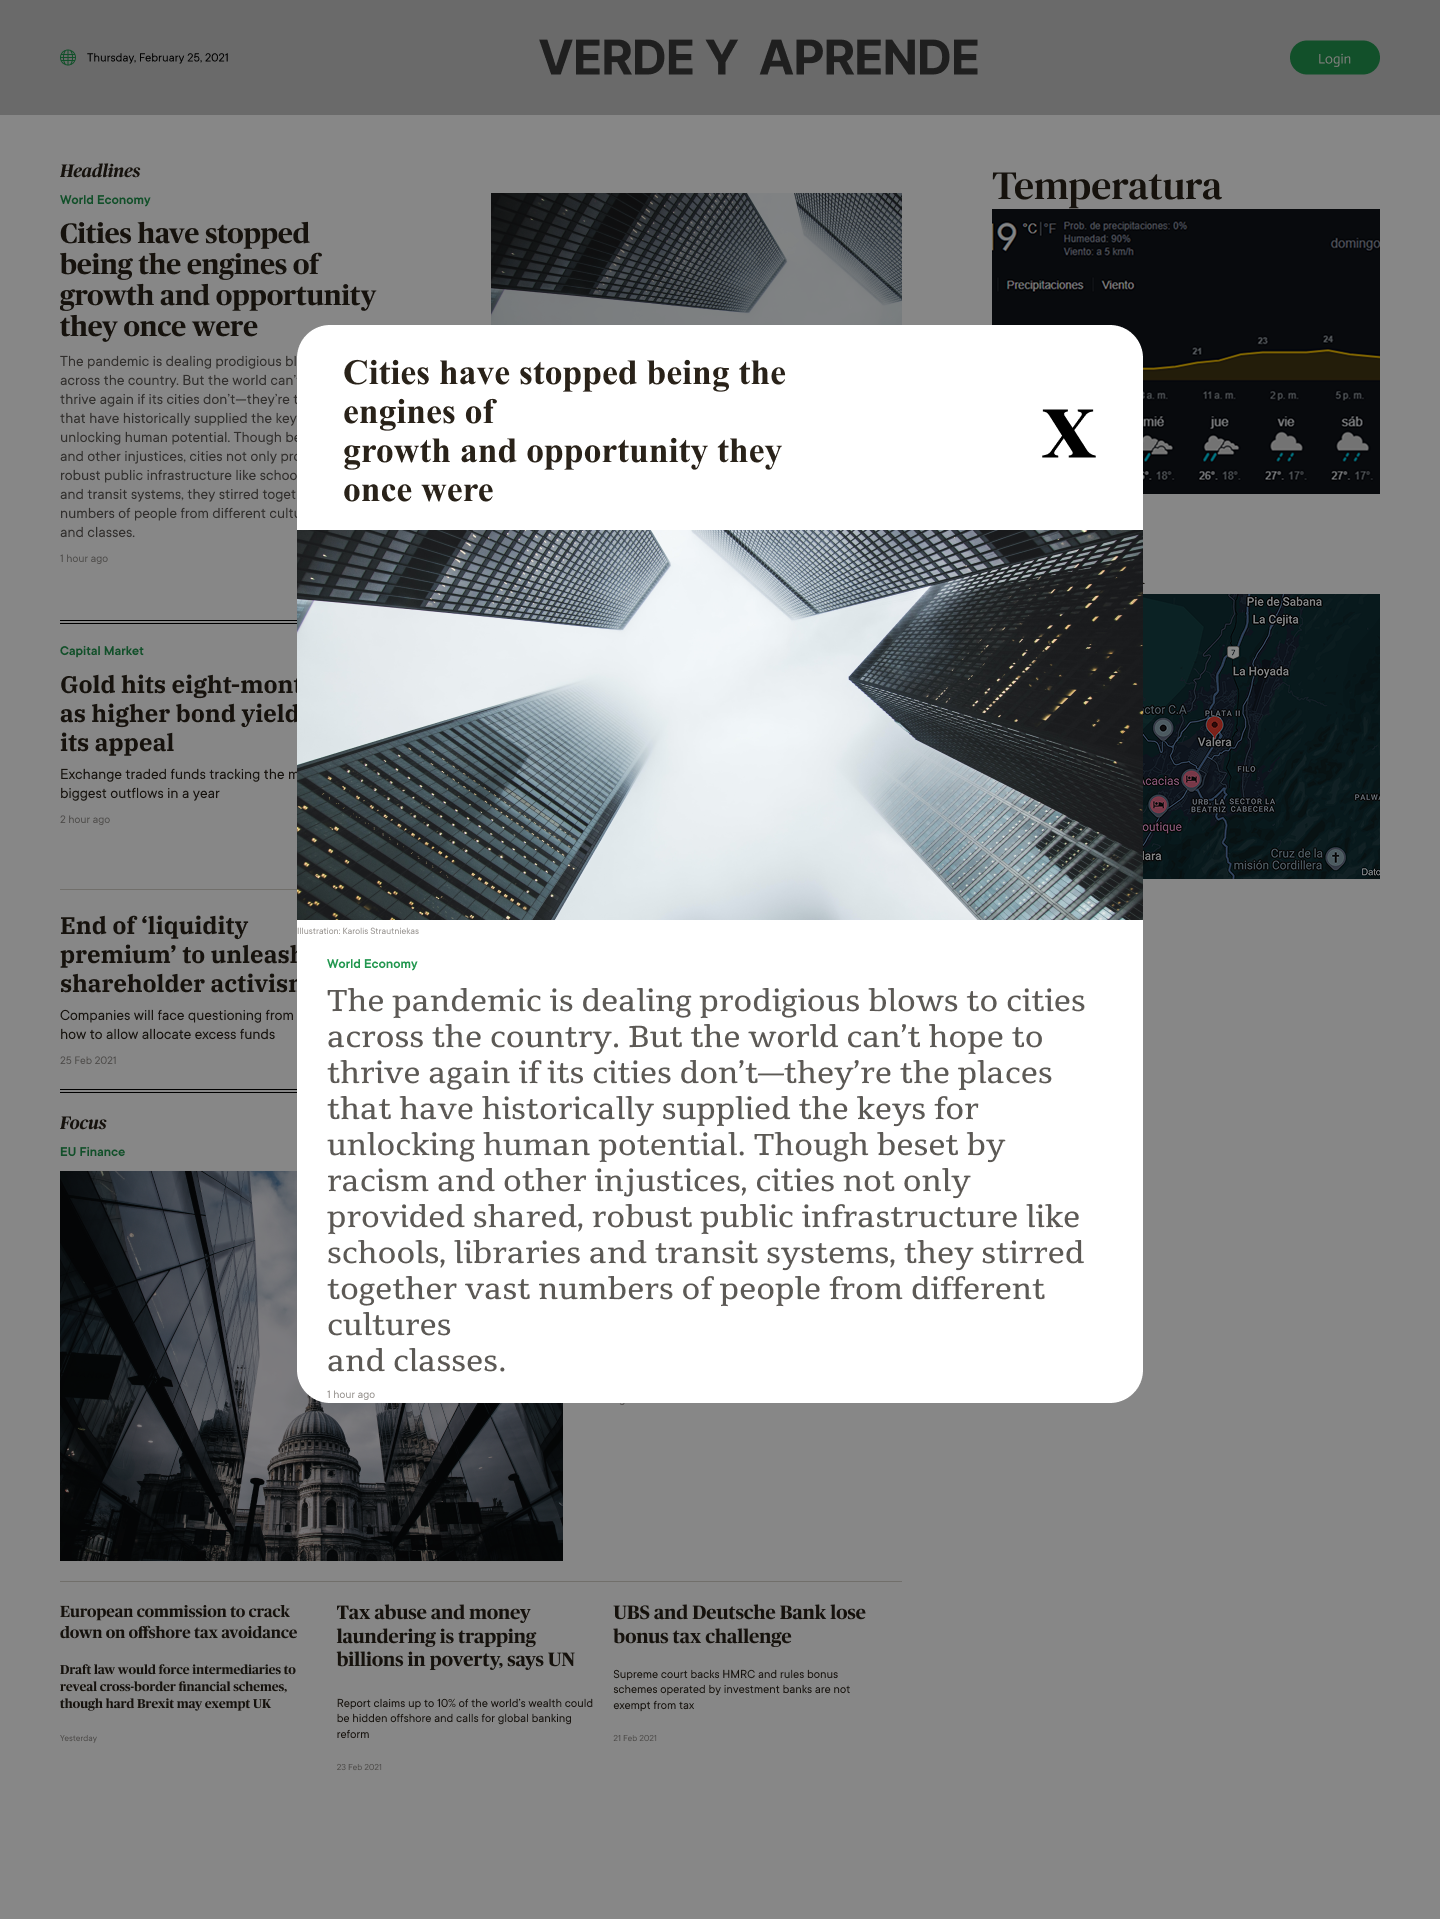 Thursday, February 25, 2021
VERDE Y APRENDE
Login
Headlines
World Economy
Cities have stopped
being the engines of
growth and opportunity
they once were
The pandemic is dealing prodigious bl
across the country. But the world can'
thrive again if its cities don't—they're t
that have historically supplied the key
unlocking human potential. Though be
and other injustices, cities not only pro
robust public infrastructure like schoo
and transit systems, they stirred toget
numbers of people from different cultu
and classes.
1 hour ago
Capital Market
Gold hits eight-mont
as higher bond yield
its appeal
Exchange traded funds tracking the m
biggest outflows in a year
2 hour ago
End of ‘liquidity
premium’ to unleash
shareholder activism
Companies will face questioning from
how to allow allocate excess funds
25 Feb 2021
Focus
EU Finance
Cities have stopped being the
engines of
growth and opportunity they
once were
X
Illustration: Karolis Strautniekas
World Economy
The pandemic is dealing prodigious blows to cities
across the country. But the world can’t hope to
thrive again if its cities don’t—they’re the places
that have historically supplied the keys for
unlocking human potential. Though beset by
racism and other injustices, cities not only
provided shared, robust public infrastructure like
schools, libraries and transit systems, they stirred
together vast numbers of people from different
cultures
and classes.
1 hour ago
Temperatura
9 °C|°F
Prob. de precipitaciones: 0%
Humedad: 90%
Viento: a 5 km/h
domingo
Precipitaciones Viento
21 23 24
a. m. 11 a. m. 2 p. m. 5 p. m.
mié jue vie sáb
18° 26° 18° 27° 17° 27° 17°
Pie de Sabana
La Cejita
7
La Hoyada
ctor C.A
PLATA II
Valera
FILO
Acacias
URB. LA
BEATRIZ
SECTOR LA
CABECERA
PALMA
outique
lara
Cruz de la
misión Cordillera
Dato
European commission to crack
down on offshore tax avoidance
Draft law would force intermediaries to
reveal cross-border financial schemes,
though hard Brexit may exempt UK
Yesterday
Tax abuse and money
laundering is trapping
billions in poverty, says UN
Report claims up to 10% of the world’s wealth could
be hidden offshore and calls for global banking
reform
23 Feb 2021
UBS and Deutsche Bank lose
bonus tax challenge
Supreme court backs HMRC and rules bonus
schemes operated by investment banks are not
exempt from tax
21 Feb 2021